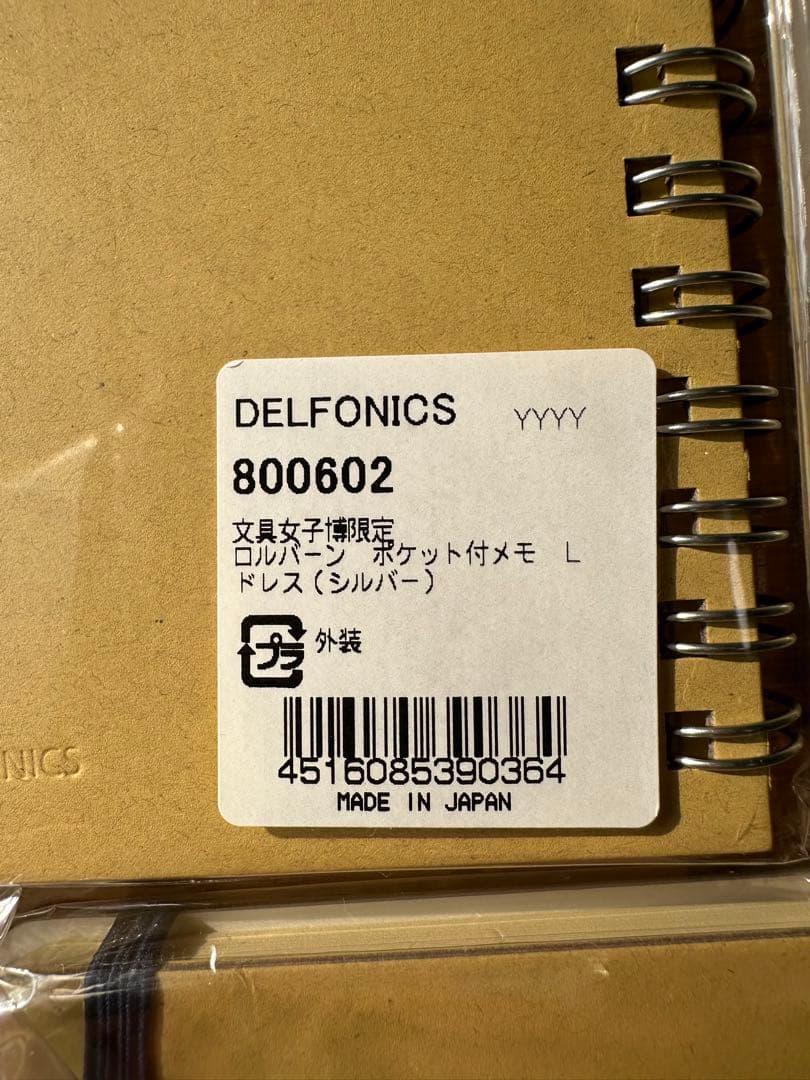 DELFONICS YYYY
800602
文具女子博限定
ロルバーン ポケット付メモ L
ドレス(シルバー)
プラ 外装
4516085390364
MADE IN JAPAN
NICS